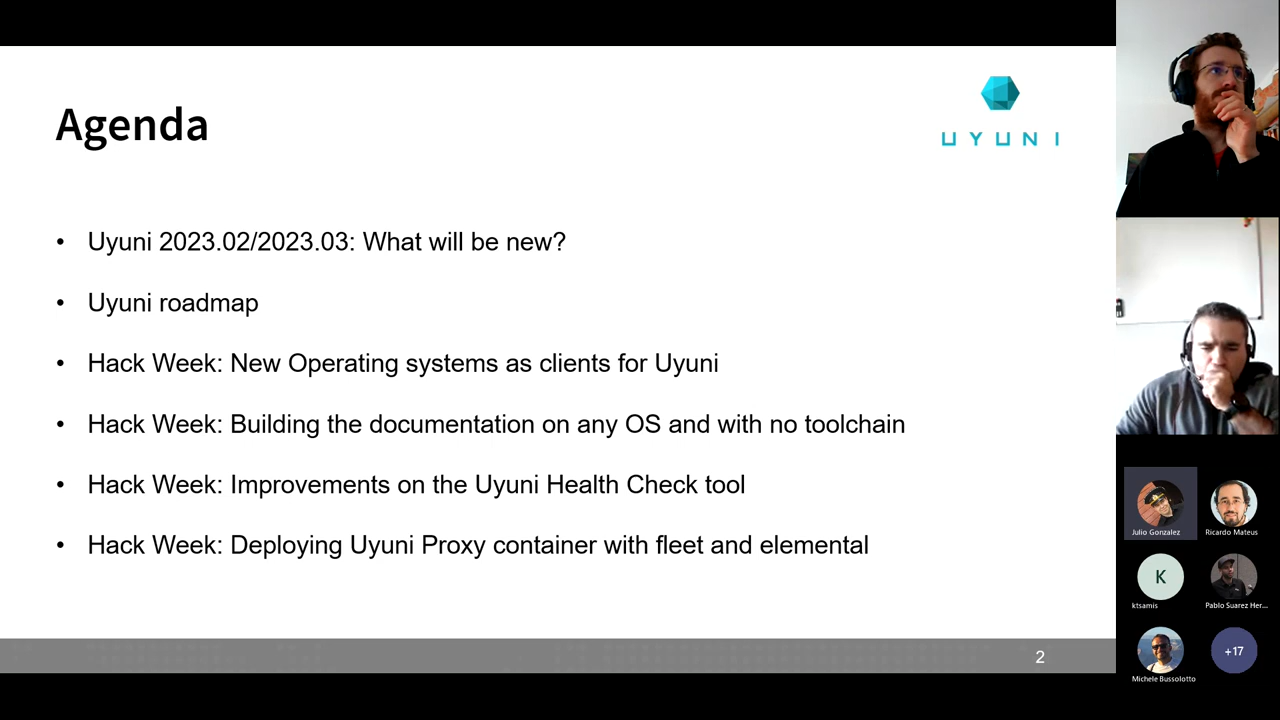 Agenda
UYUNI
• Uyuni 2023.02/2023.03: What will be new?
• Uyuni roadmap
• Hack Week: New Operating systems as clients for Uyuni
• Hack Week: Building the documentation on any OS and with no toolchain
• Hack Week: Improvements on the Uyuni Health Check tool
• Hack Week: Deploying Uyuni Proxy container with fleet and elemental
2
Julio Gonzalez
Ricardo Mateus
K
ktsamis
Pablo Suarez Her...
Michele Bussolotto
+17